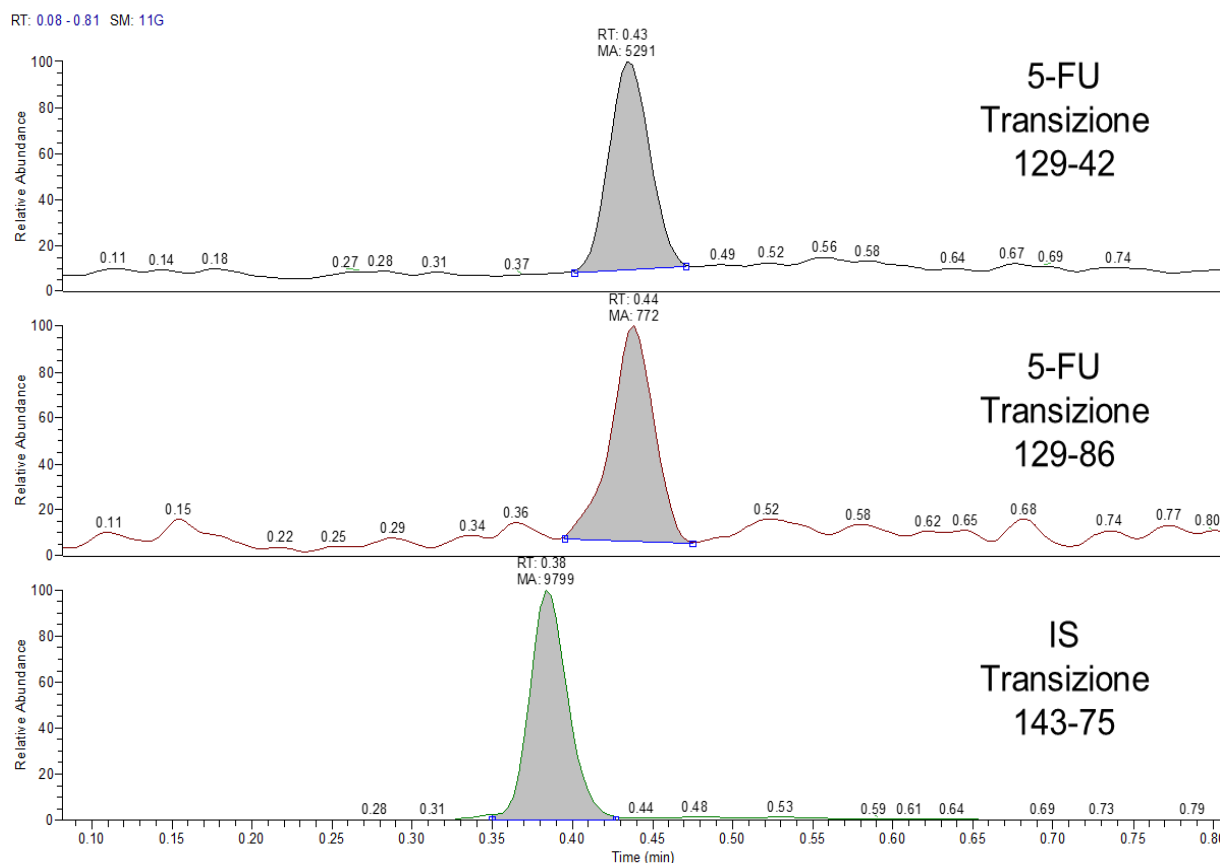 RT: 0.08 - 0.81 SM: 11G
RT: 0.43
MA: 5291
100
80
60
40
20
0
Relative Abundance
0.11 0.14 0.18 0.27 0.28 0.31 0.37 0.49 0.52 0.56 0.58 0.64 0.67 0.69 0.74
5-FU
Transizione
129-42
RT: 0.44
MA: 772
100
80
60
40
20
0
Relative Abundance
0.11 0.15 0.22 0.25 0.29 0.34 0.36 0.52 0.58 0.62 0.65 0.68 0.74 0.77 0.80
5-FU
Transizione
129-86
RT: 0.38
MA: 9799
100
80
60
40
20
0
Relative Abundance
0.28 0.31 0.44 0.48 0.53 0.59 0.61 0.64 0.69 0.73 0.79
IS
Transizione
143-75
0.10 0.15 0.20 0.25 0.30 0.35 0.40 0.45 0.50 0.55 0.60 0.65 0.70 0.75 0.80
Time (min)